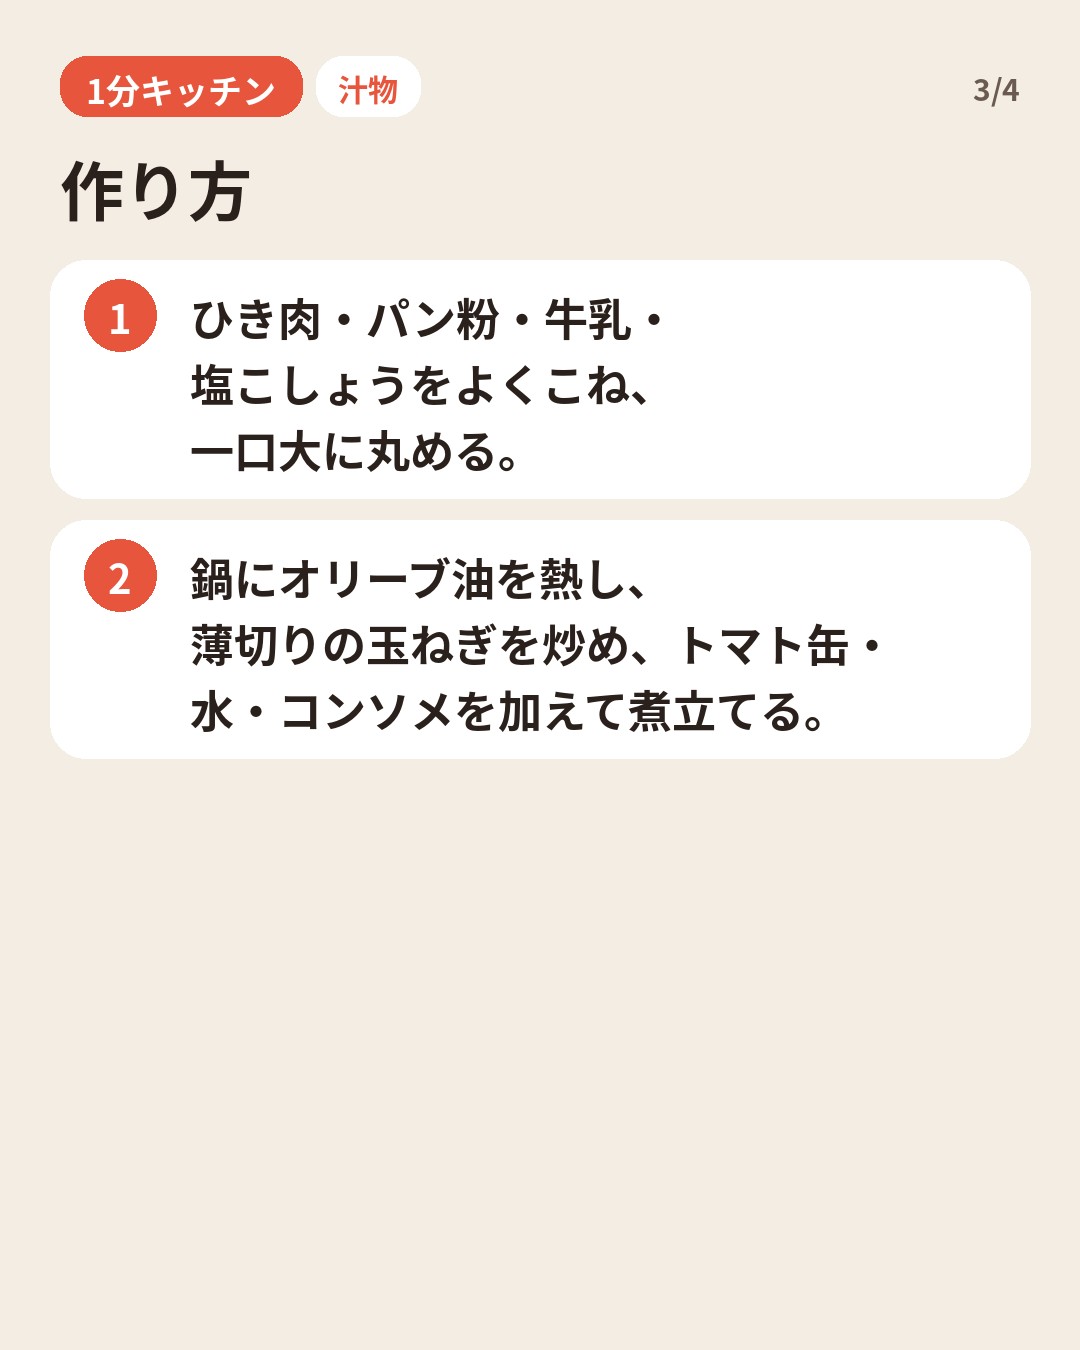 1分キッチン 汁物 3/4
作り方
1 ひき肉・パン粉・牛乳・
塩こしょうをよくこね、
一口大に丸める。
2 鍋にオリーブ油を熱し、
薄切りの玉ねぎを炒め、トマト缶・
水・コンソメを加えて煮立てる。